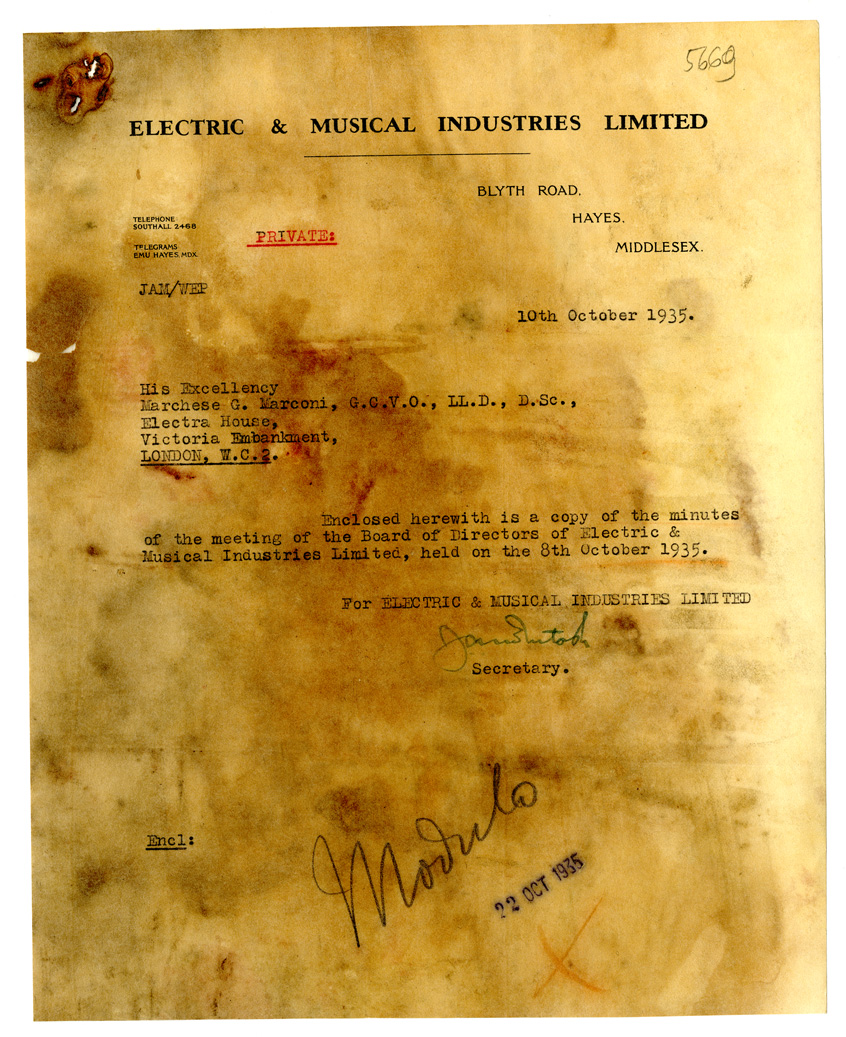 5669
ELECTRIC & MUSICAL INDUSTRIES LIMITED
BLYTH ROAD,
HAYES,
MIDDLESEX.
TELEPHONE
SOUTHALL 2468
TELEGRAMS
EMU HAYES, MDX.
PRIVATE:
JAM/WEP
10th October 1935.
His Excellency
Marchese G. Marconi, G.C.V.O., LL.D., D.Sc.,
Electra House,
Victoria Embankment,
LONDON, W.C.2.
Enclosed herewith is a copy of the minutes
of the meeting of the Board of Directors of Electric &
Musical Industries Limited, held on the 8th October 1935.
For ELECTRIC & MUSICAL INDUSTRIES LIMITED
Secretary.
Encl:
Modulo
22 OCT 1935